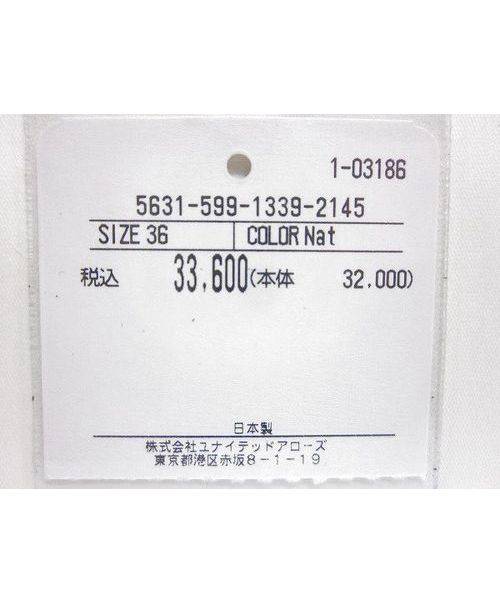 1-03186
5631-599-1339-2145
SIZE 36 COLOR Nat
税込 33,600(本体 32,000)
日本製
株式会社ユナイテッドアローズ
東京都港区赤坂8-1-19